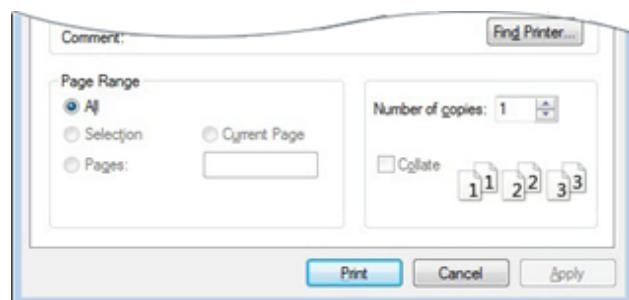 Comment:
Find Printer...
Page Range
All
Selection
Current Page
Pages:
Number of copies: 1
Collate
1 1 2 2 3 3
Print
Cancel
Apply